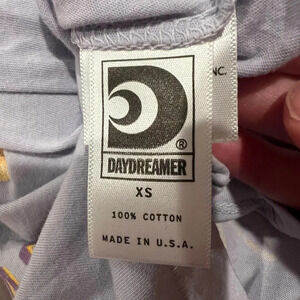 NC.
®
DAYDREAMER
XS
100% COTTON
MADE IN U.S.A.